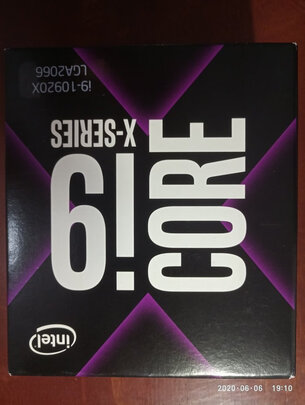 intel
CORE
i9
X-SERIES
i9-10920X
LGA2066
2020-06-06 19:10